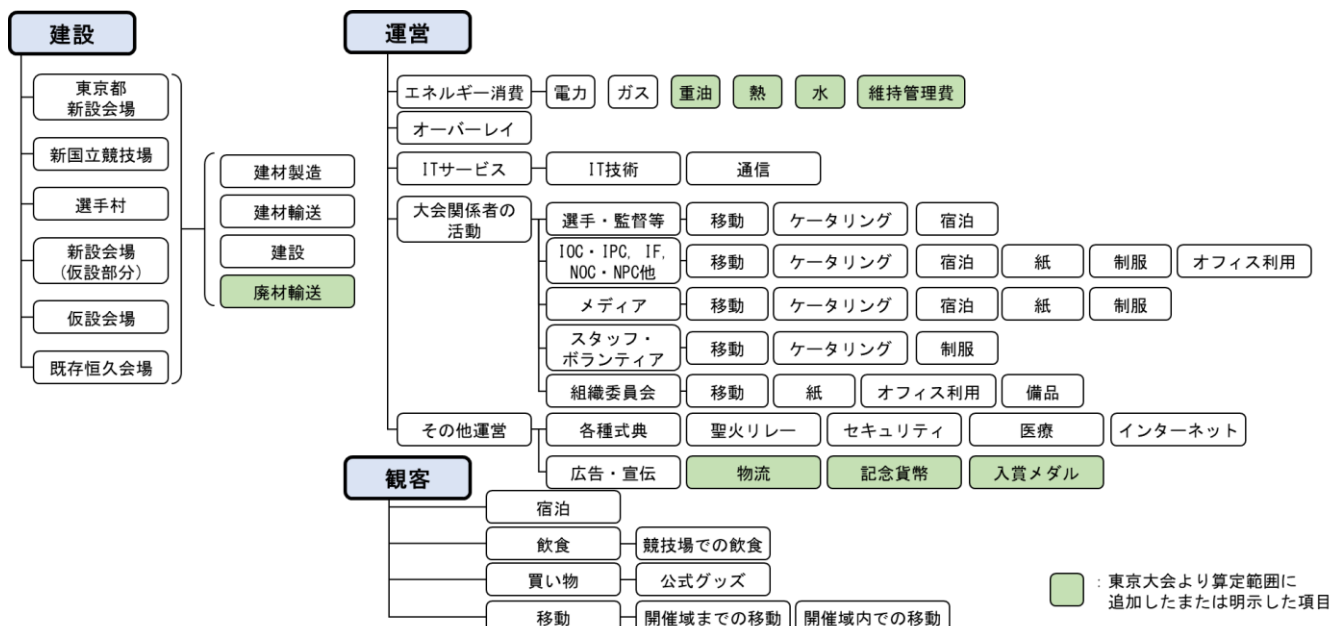 建設
東京都
新設会場
新国立競技場
選手村
新設会場
(仮設部分)
仮設会場
既存恒久会場
建材製造
建材輸送
建設
廃材輸送
運営
エネルギー消費 電力 ガス 重油 熱 水 維持管理費
オーバーレイ
ITサービス IT技術 通信
大会関係者の
活動
選手・監督等 移動 ケータリング 宿泊
IOC・IPC, IF,
NOC・NPC他
移動 ケータリング 宿泊 紙 制服 オフィス利用
メディア 移動 ケータリング 宿泊 紙 制服
スタッフ・
ボランティア
移動 ケータリング 制服
組織委員会 移動 紙 オフィス利用 備品
その他運営 各種式典 聖火リレー セキュリティ 医療 インターネット
広告・宣伝 物流 記念貨幣 入賞メダル
観客
宿泊
飲食 競技場での飲食
買い物 公式グッズ
移動 開催域までの移動 開催域内での移動
: 東京大会より算定範囲に
追加したまたは明示した項目